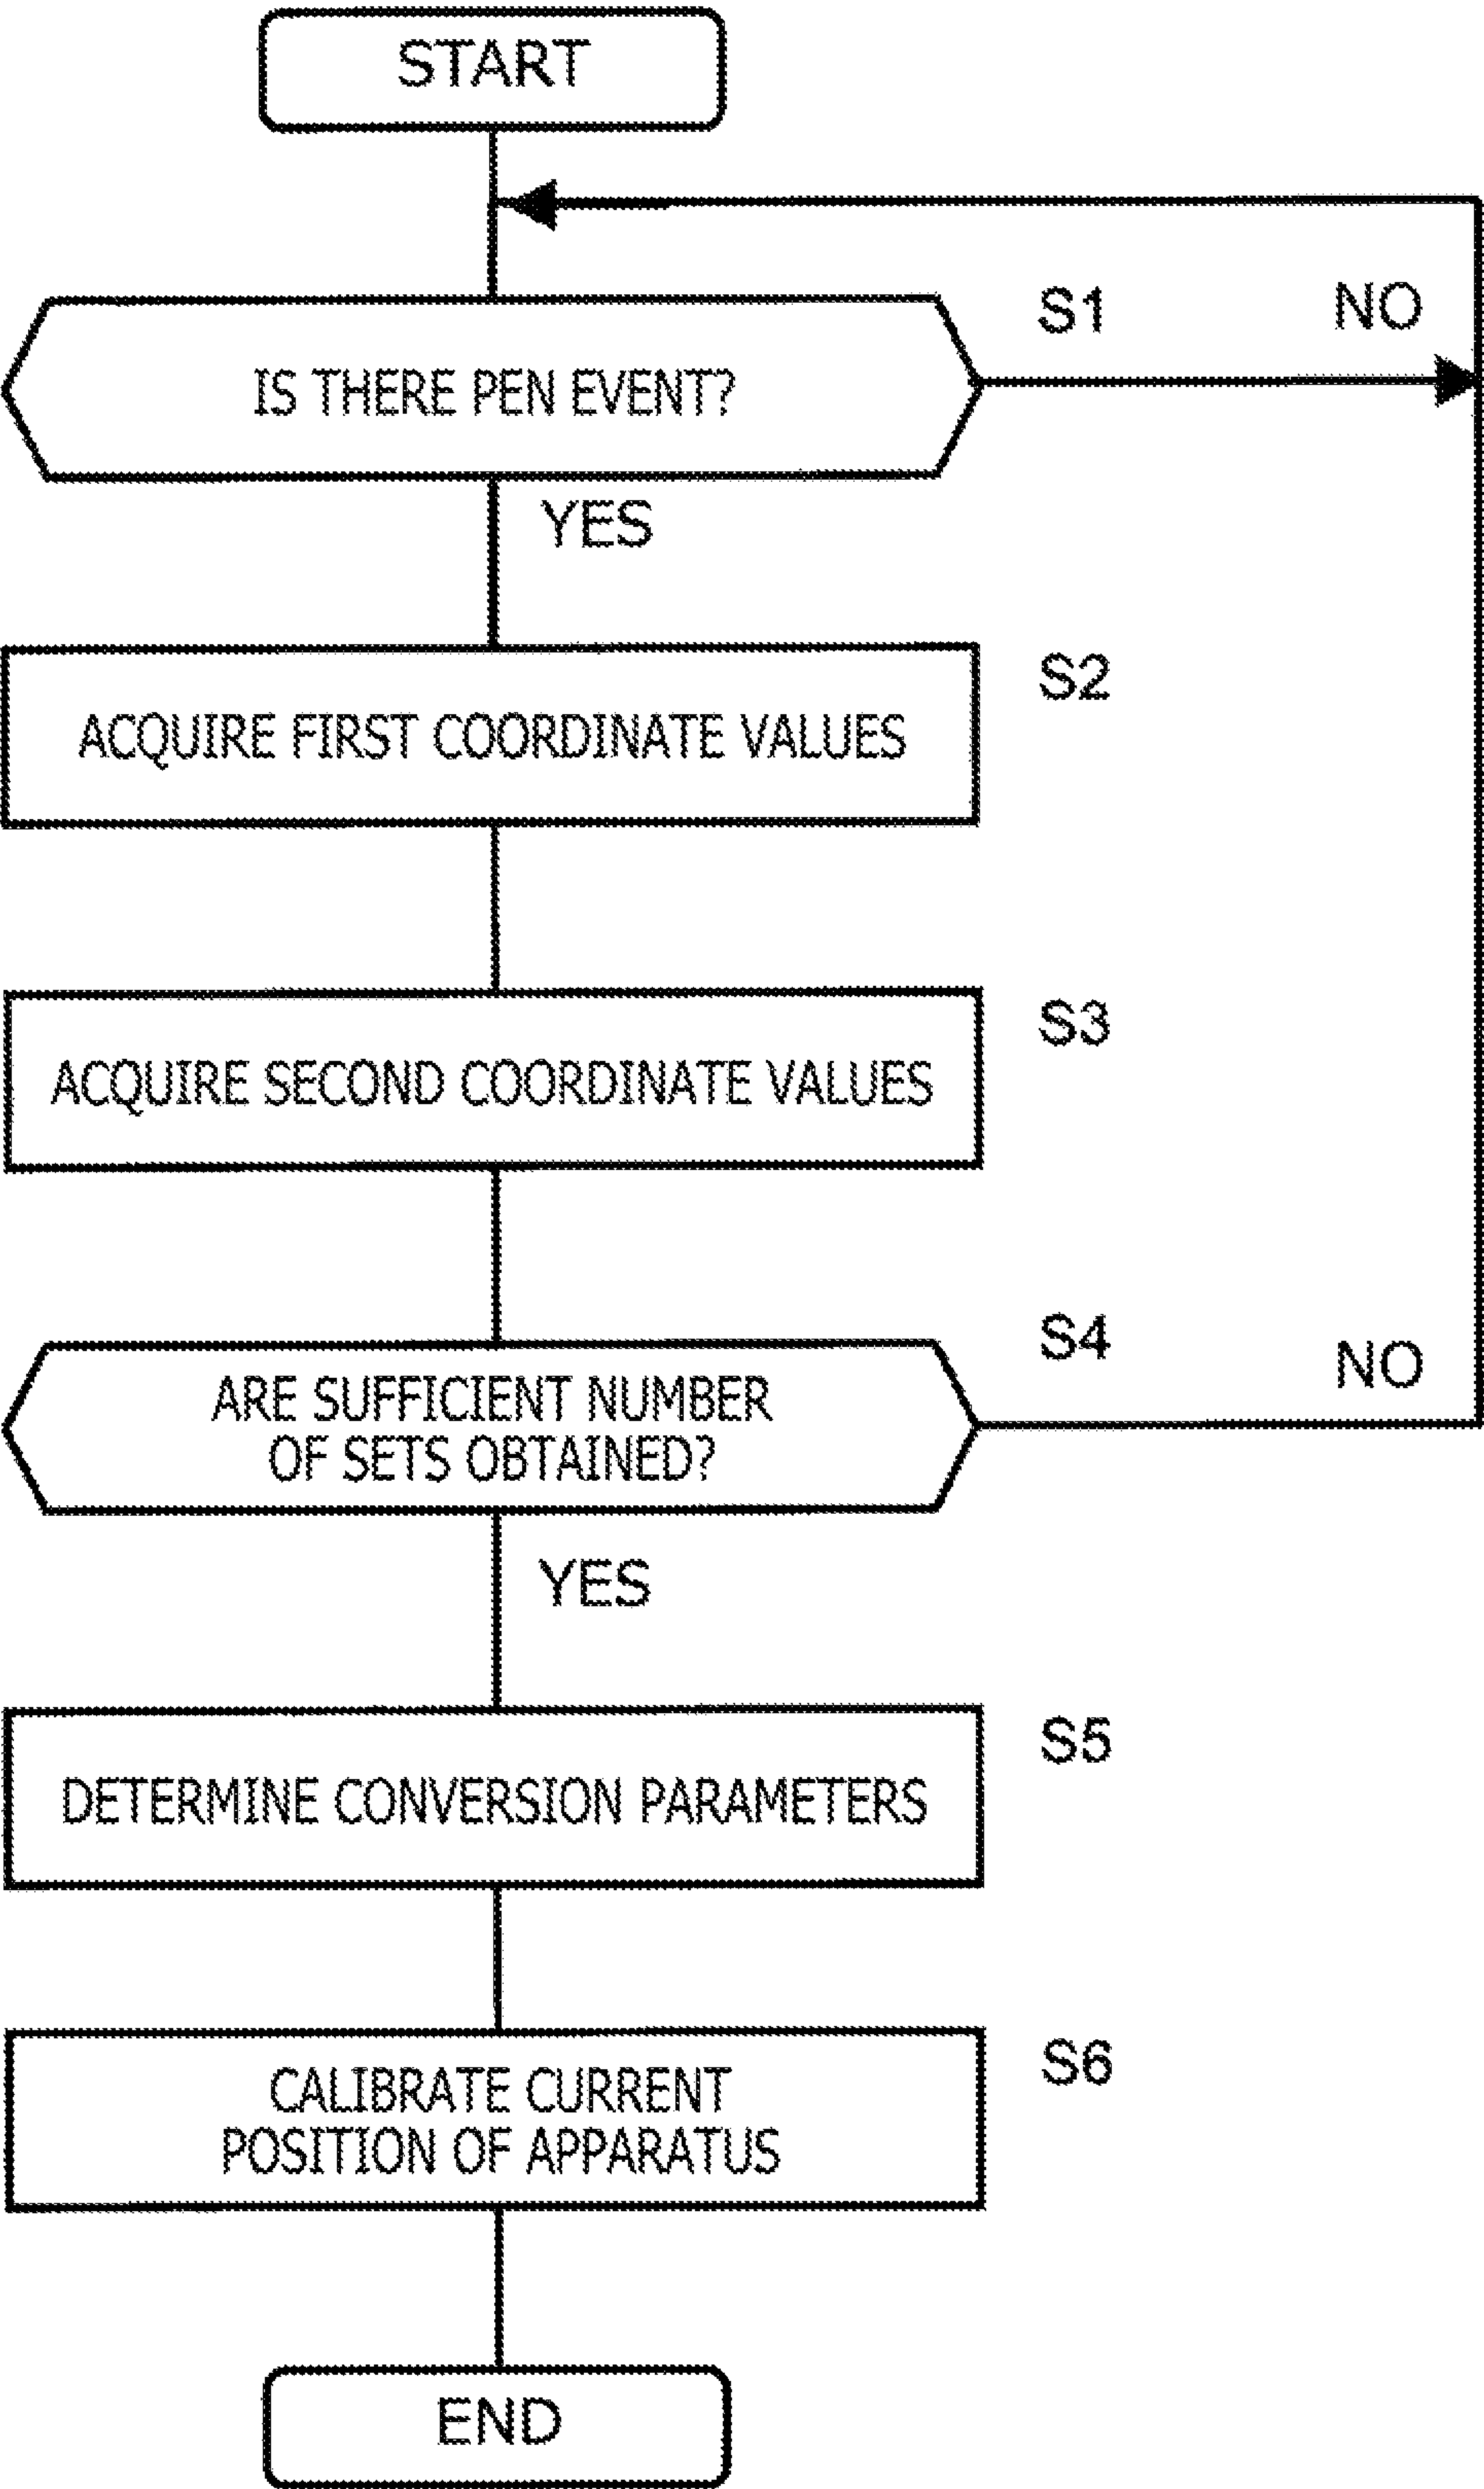 START
S1
NO
IS THERE PEN EVENT?
YES
S2
ACQUIRE FIRST COORDINATE VALUES
S3
ACQUIRE SECOND COORDINATE VALUES
S4
NO
ARE SUFFICIENT NUMBER
OF SETS OBTAINED?
YES
S5
DETERMINE CONVERSION PARAMETERS
S6
CALIBRATE CURRENT
POSITION OF APPARATUS
END